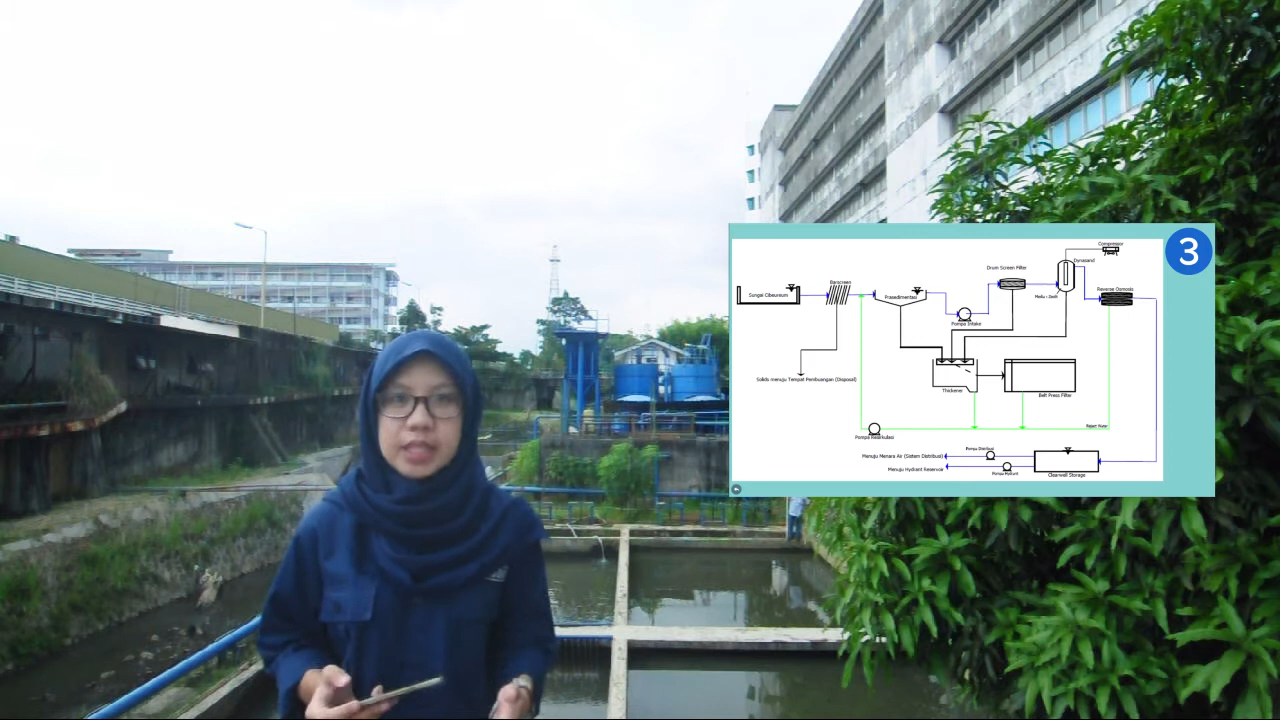 3
Compressor
Dynasand
Drum Screen Filter
Barscreen
Reverse Osmosis
Sungai Cibeureum
Prasedimentasi
Media : Zeolit
Pompa Intake
Solids menuju Tempat Pembuangan (Disposal)
Thickener
Belt Press Filter
Reject Water
Pompa Resirkulasi
Pompa Distribusi
Menuju Menara Air (Sistem Distribusi)
Menuju Hydrant Reservoir
Pompa Hydrant
Clearwell Storage